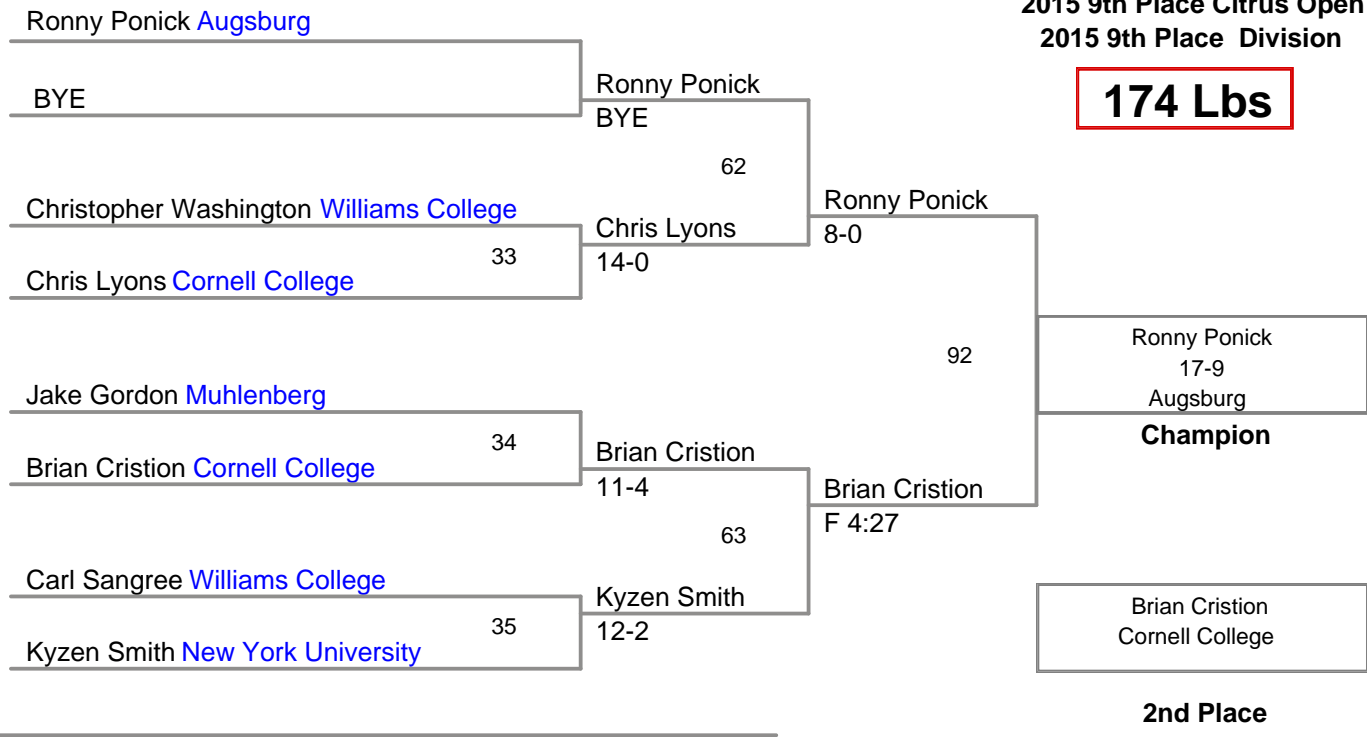 2015 9th Place Citrus Open
2015 9th Place Division
174 Lbs
Ronny Ponick Augsburg
BYE
Ronny Ponick
BYE
62
Christopher Washington Williams College
33
Chris Lyons Cornell College
Chris Lyons
14-0
Ronny Ponick
8-0
92
Jake Gordon Muhlenberg
34
Brian Cristion Cornell College
Brian Cristion
11-4
63
Brian Cristion
F 4:27
Carl Sangree Williams College
35
Kyzen Smith New York University
Kyzen Smith
12-2
Ronny Ponick
17-9
Augsburg
Champion
Brian Cristion
Cornell College
2nd Place